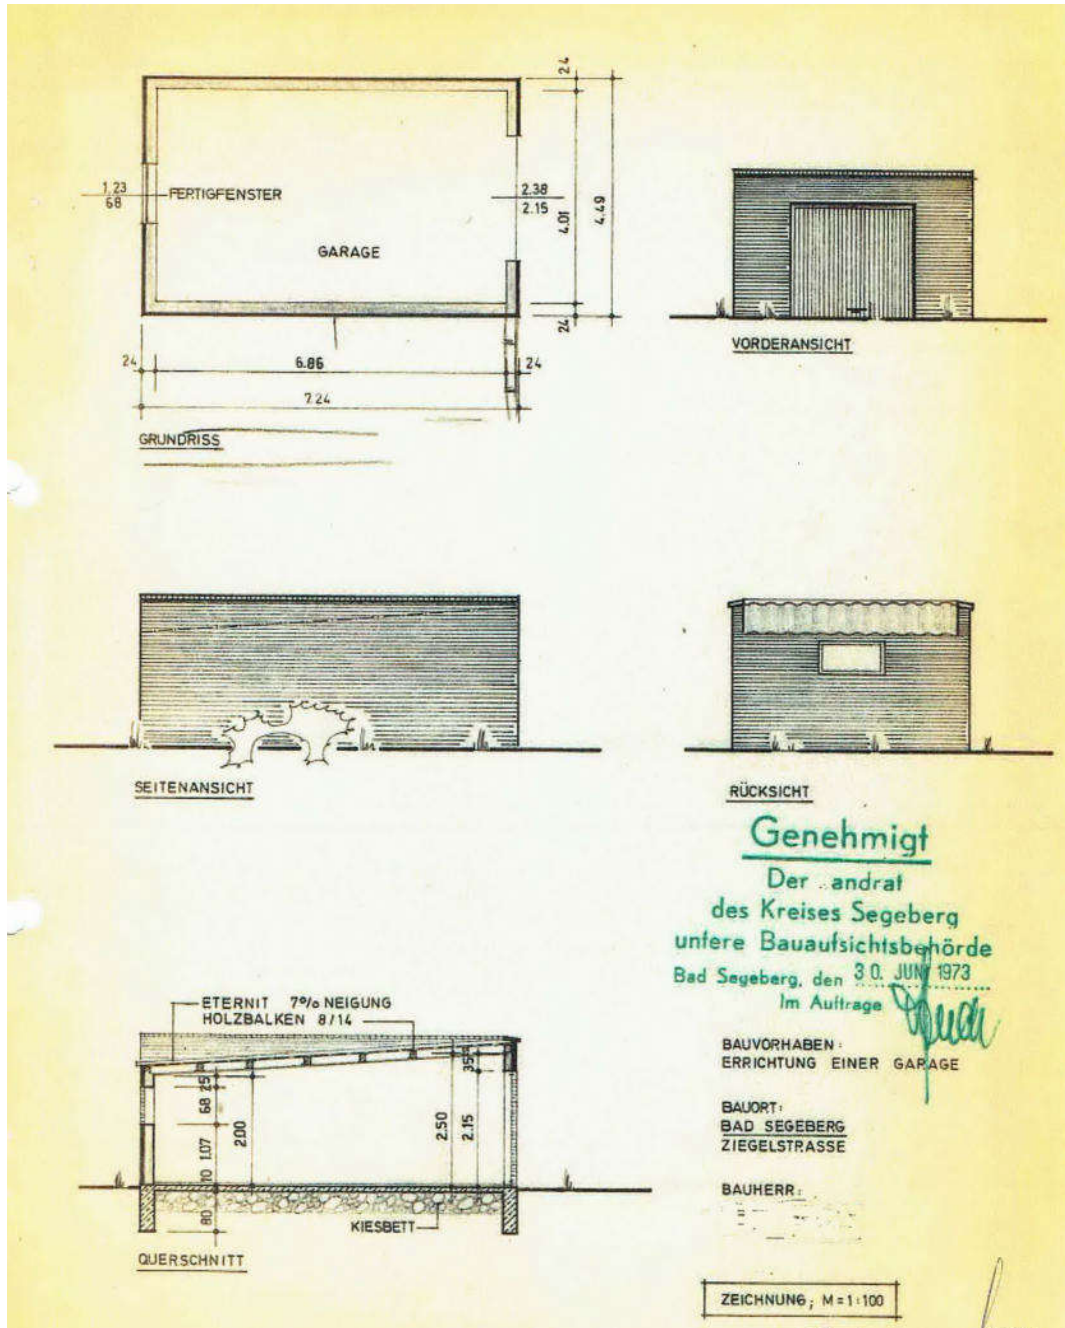 24
1.23
68
FERTIGFENSTER
2.38
2.15
4.01
4.49
GARAGE
24
24
6.86
24
7.24
GRUNDRISS
VORDERANSICHT
SEITENANSICHT
RÜCKSICHT
Genehmigt
Der andrat
des Kreises Segeberg
untere Bauaufsichtsbehörde
Bad Segeberg, den 30. JUNI 1973
Im Auftrage
ETERNIT 7% NEIGUNG
HOLZBALKEN 8/14
25
68
1.07
10
80
2.00
2.50
2.15
35
KIESBETT
QUERSCHNITT
BAUVORHABEN:
ERRICHTUNG EINER GARAGE
BAUORT:
BAD SEGEBERG
ZIEGELSTRASSE
BAUHERR:
ZEICHNUNG; M=1:100